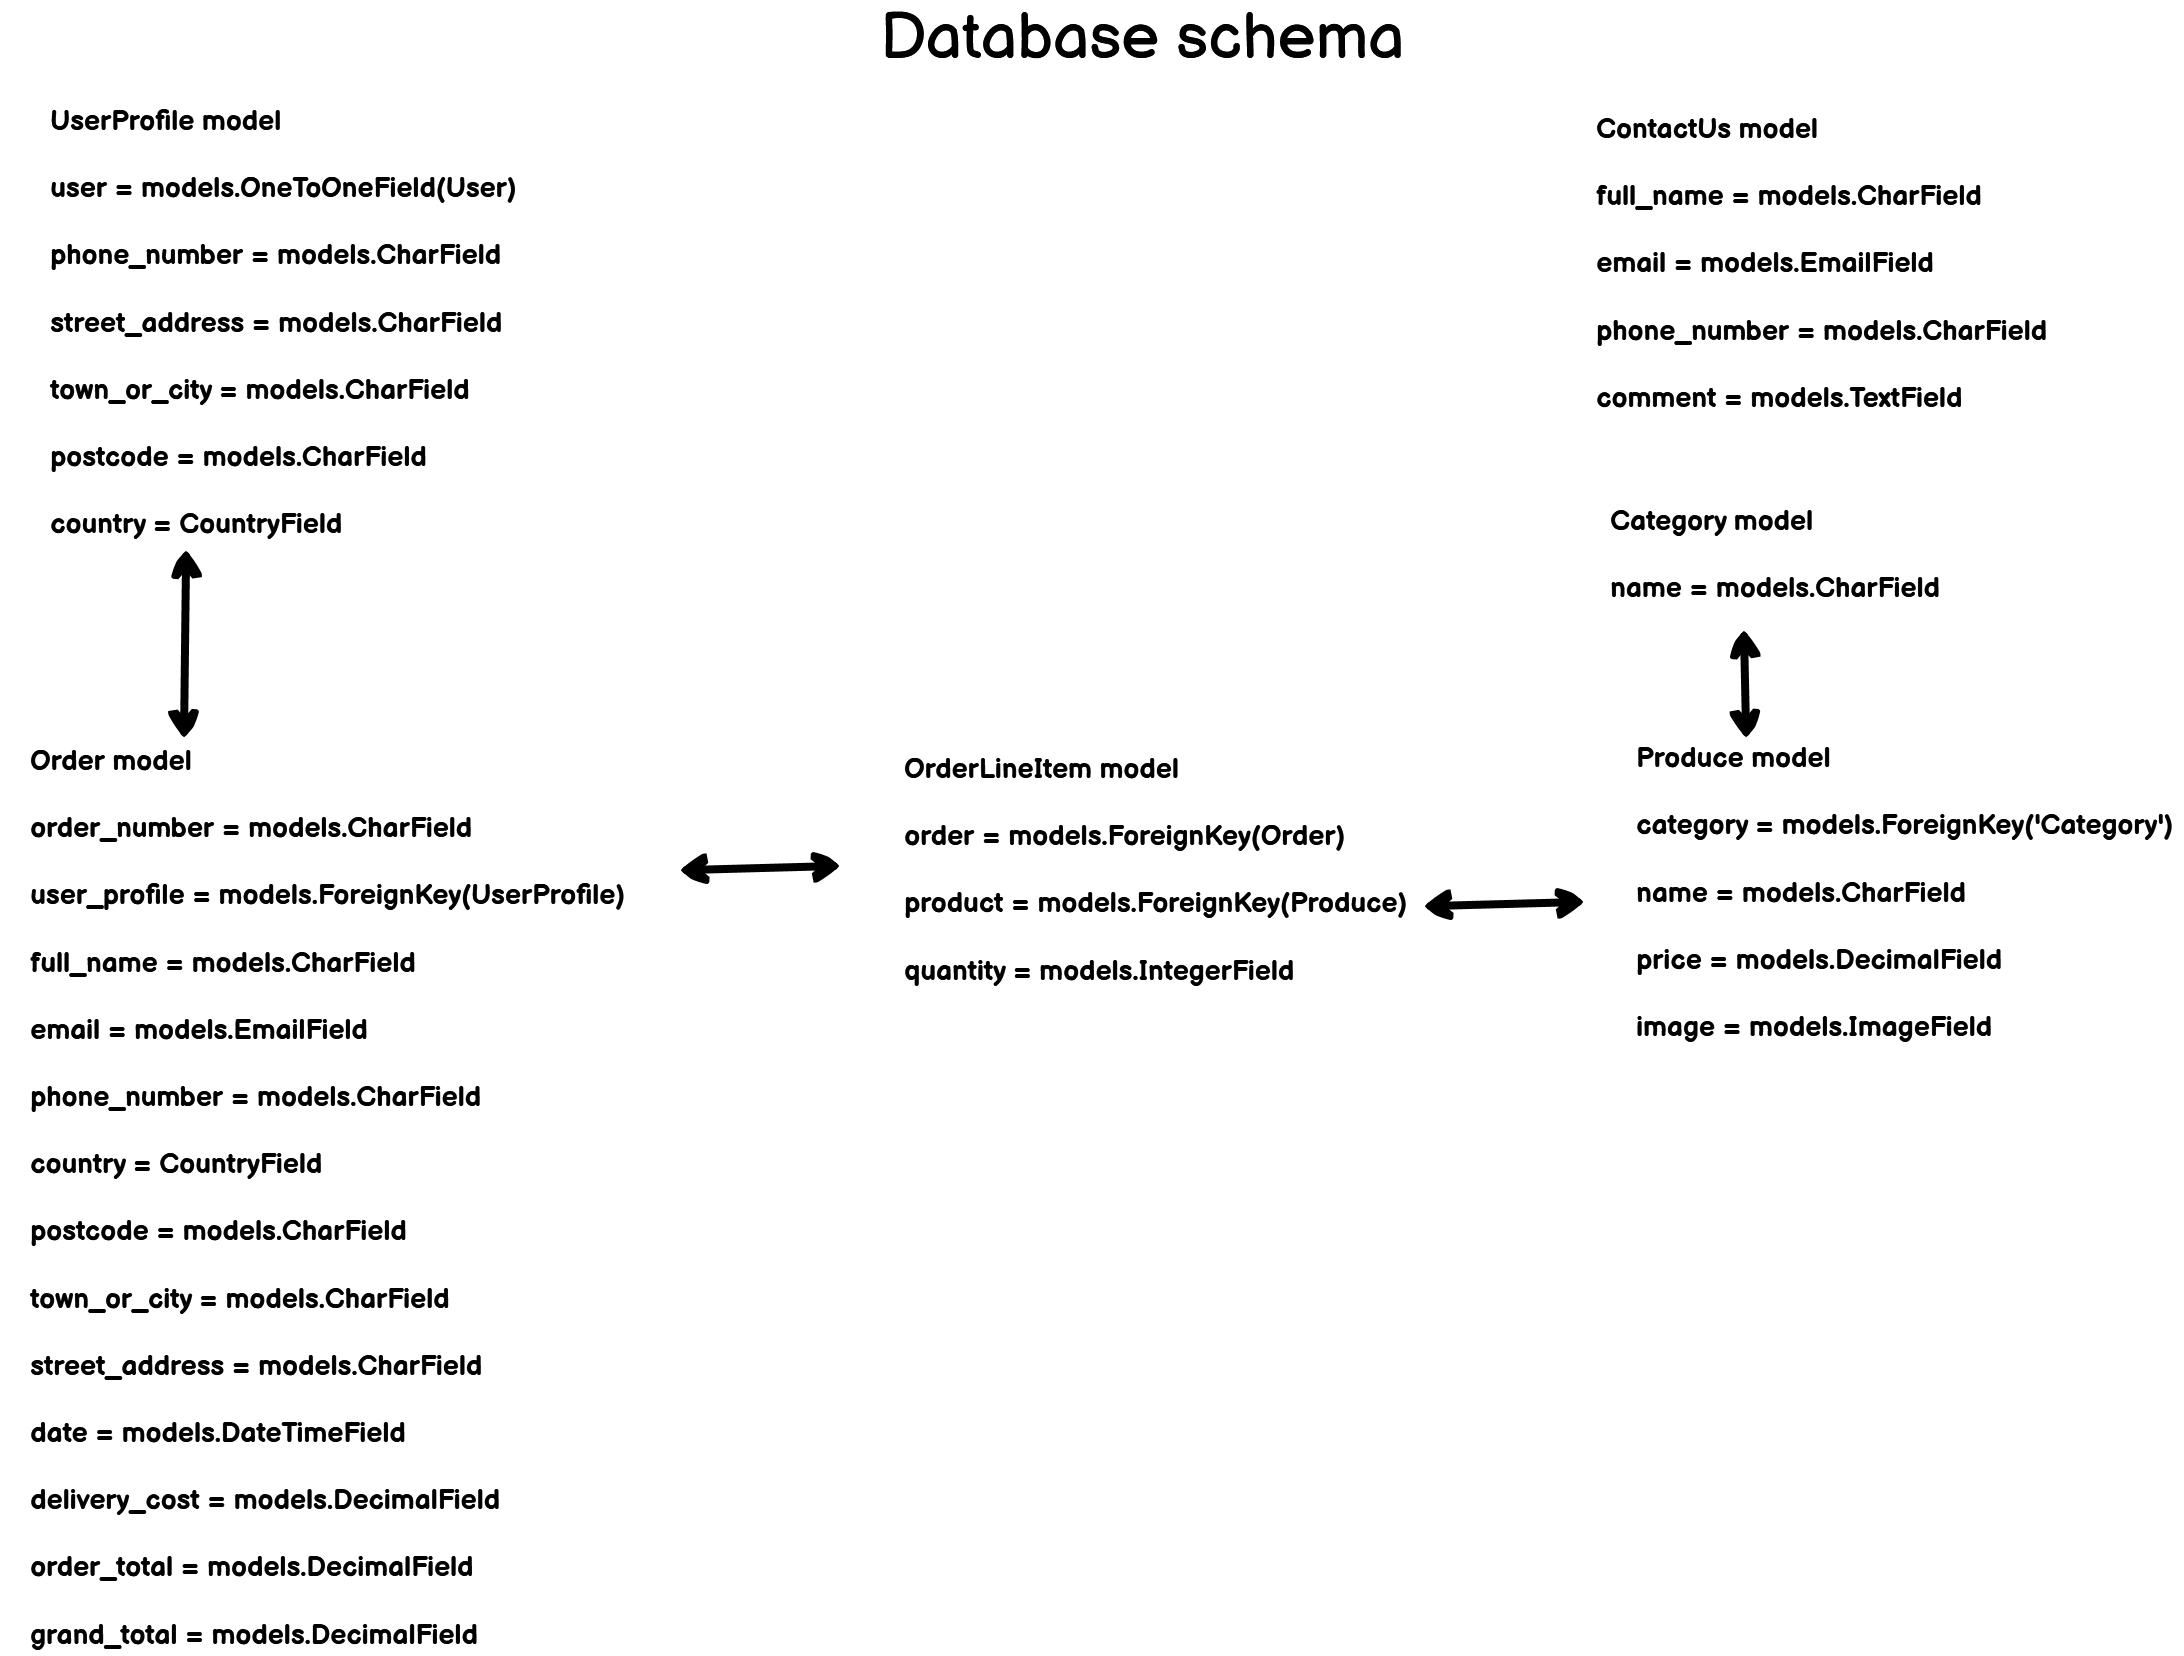 Database schema
UserProfile model
user = models.OneToOneField(User)
phone_number = models.CharField
street_address = models.CharField
town_or_city = models.CharField
postcode = models.CharField
country = CountryField
ContactUs model
full_name = models.CharField
email = models.EmailField
phone_number = models.CharField
comment = models.TextField
Category model
name = models.CharField
Order model
order_number = models.CharField
user_profile = models.ForeignKey(UserProfile)
full_name = models.CharField
email = models.EmailField
phone_number = models.CharField
country = CountryField
postcode = models.CharField
town_or_city = models.CharField
street_address = models.CharField
date = models.DateTimeField
delivery_cost = models.DecimalField
order_total = models.DecimalField
grand_total = models.DecimalField
OrderLineItem model
order = models.ForeignKey(Order)
product = models.ForeignKey(Produce)
quantity = models.IntegerField
Produce model
category = models.ForeignKey('Category')
name = models.CharField
price = models.DecimalField
image = models.ImageField